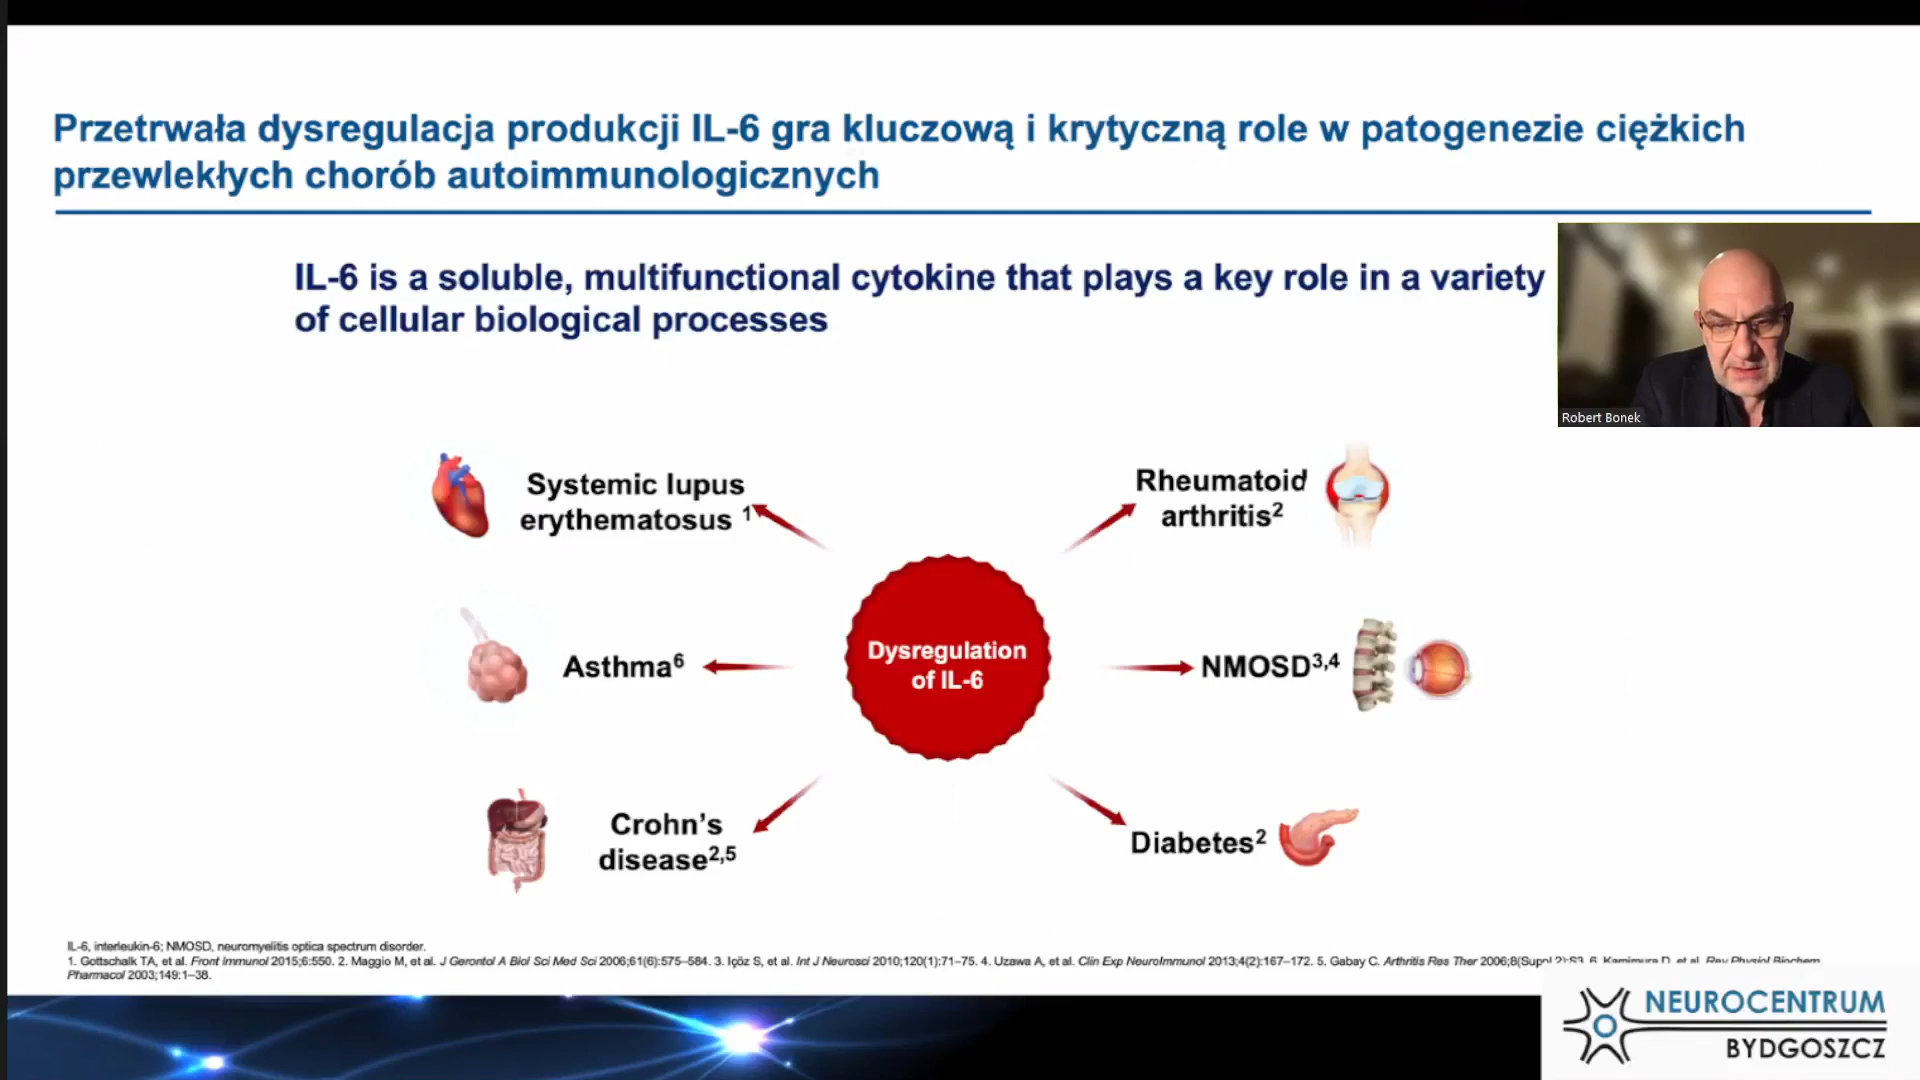 Przetrwała dysregulacja produkcji IL-6 gra kluczową i krytyczną role w patogenezie ciężkich
przewlekłych chorób autoimmunologicznych
IL-6 is a soluble, multifunctional cytokine that plays a key role in a variety
of cellular biological processes
Robert Bonek
Systemic lupus
erythematosus 1
Rheumatoid
arthritis2
Asthma6
Dysregulation
of IL-6
NMOSD3,4
Crohn's
disease2,5
Diabetes2
IL-6, interleukin-6; NMOSD, neuromyelitis optica spectrum disorder.
1. Gottschalk TA, et al. Front Immunol 2015;6:550. 2. Maggio M, et al. J Gerontol A Biol Sci Med Sci 2006;61(6):575–584. 3. Içöz S, et al. Int J Neurosci 2010;120(1):71–75. 4. Uzawa A, et al. Clin Exp NeuroImmunol 2013;4(2):167–172. 5. Gabay C. Arthritis Res Ther 2006;8(Suppl 2):S3. 6. Kamimura D, et al. Rev Physiol Biochem
Pharmacol 2003;149:1–38.
NEUROCENTRUM
BYDGOSZCZ